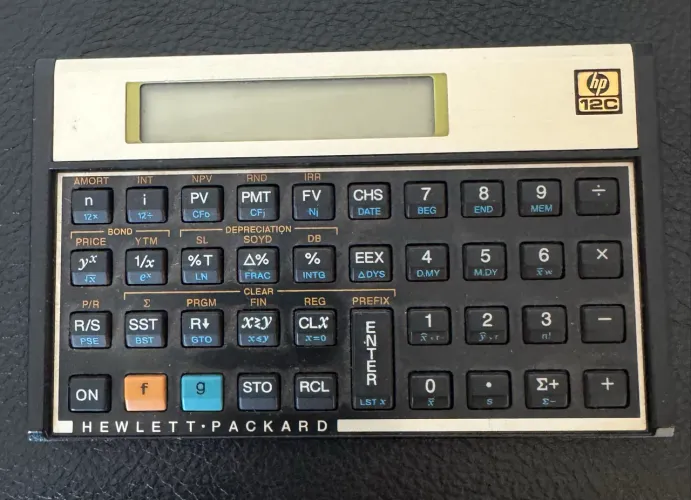 hp
12C
AMORT INT NPV RND IRR
n i PV PMT FV CHS 7 8 9 ÷
12× 12÷ CFo CFj Nj DATE BEG END MEM
BOND DEPRECIATION
PRICE YTM SL SOYD DB
yˣ 1/x %T Δ% % EEX 4 5 6 ×
√x eˣ LN FRAC INTG ΔDYS D.MY M.DY x̄w
CLEAR
P/R Σ PRGM FIN REG PREFIX
R/S SST R↓ x≷y CLx ENTER 1 2 3 −
PSE BST GTO x≤y x=0 x̂,r ŷ,r n!
ON f g STO RCL LST x 0 • Σ+ +
x̄ s Σ−
HEWLETT·PACKARD